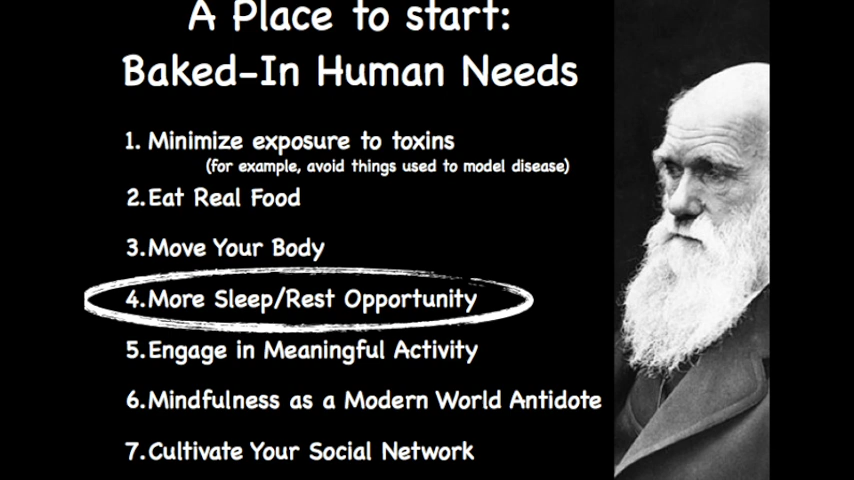 A Place to start:
Baked-In Human Needs
1. Minimize exposure to toxins
(for example, avoid things used to model disease)
2. Eat Real Food
3. Move Your Body
4. More Sleep/Rest Opportunity
5. Engage in Meaningful Activity
6. Mindfulness as a Modern World Antidote
7. Cultivate Your Social Network